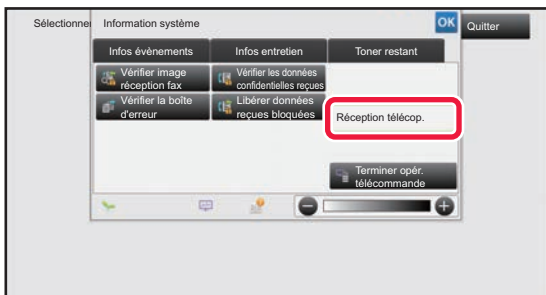 Sélectionne
Information système
OK
Quitter
Infos évènements
Infos entretien
Toner restant
Vérifier image
réception fax
Vérifier les données
confidentielles reçues
Vérifier la boîte
d'erreur
Libérer données
reçues bloquées
Réception télécop.
Terminer opér.
télécommande